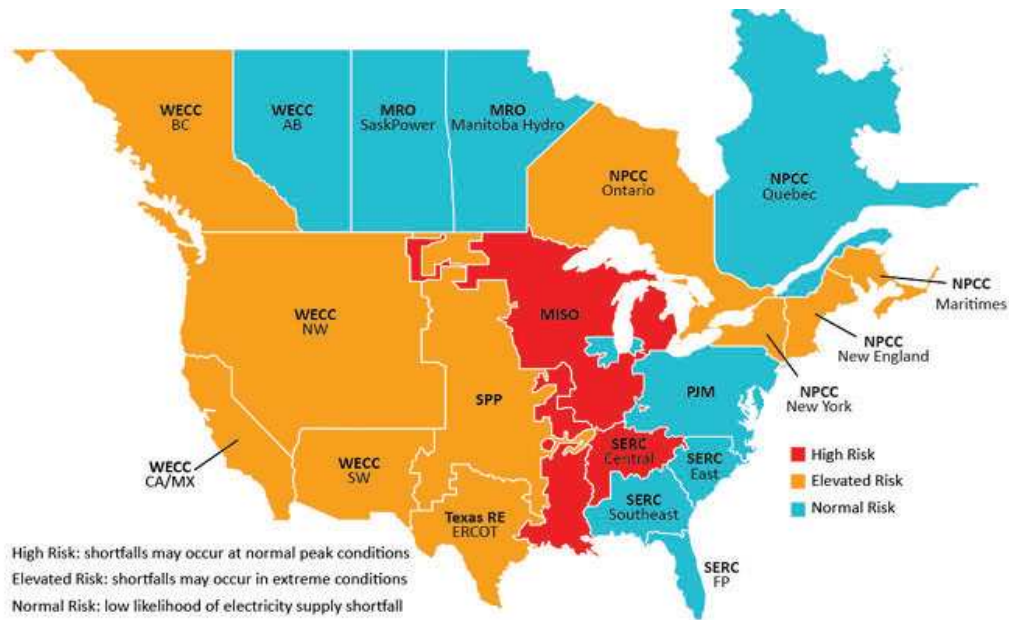 WECC
BC
WECC
AB
MRO
SaskPower
MRO
Manitoba Hydro
NPCC
Ontario
NPCC
Quebec
NPCC
Maritimes
NPCC
New England
NPCC
New York
WECC
NW
MISO
SPP
PJM
WECC
CA/MX
WECC
SW
SERC
Central
SERC
East
SERC
Southeast
Texas RE
ERCOT
SERC
FP
High Risk
Elevated Risk
Normal Risk
High Risk: shortfalls may occur at normal peak conditions
Elevated Risk: shortfalls may occur in extreme conditions
Normal Risk: low likelihood of electricity supply shortfall